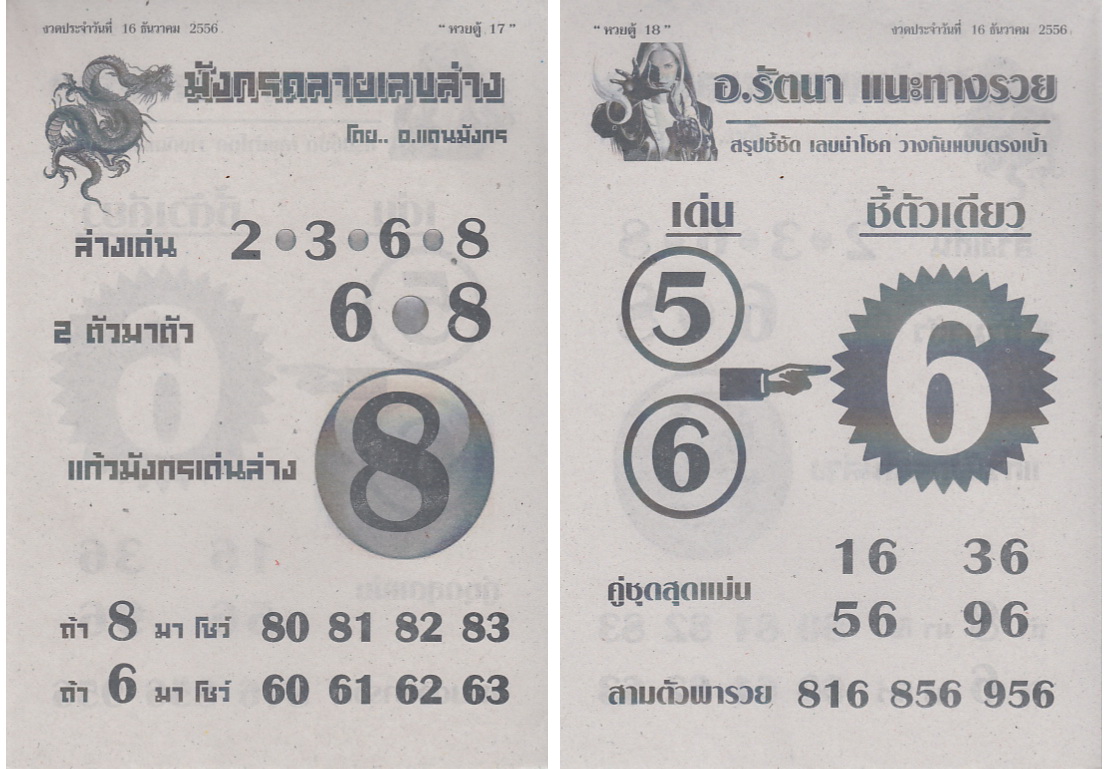 งวดประจำวันที่ 16 ธันวาคม 2556
“ หวยตู้ 17 ”
มังกรคลายเลขล่าง
โดย.. อ.แดนมังกร
ล่างเด่น 2 • 3 • 6 • 8
2 ตัวมาตัว 6 • 8
แก้วมังกรเด่นล่าง 8
ถ้า 8 มา โชว์ 80 81 82 83
ถ้า 6 มา โชว์ 60 61 62 63
“ หวยตู้ 18 ”
งวดประจำวันที่ 16 ธันวาคม 2556
อ.รัตนา แนะทางรวย
สรุปชี้ชัด เลขนำโชค วางกันแบบตรงเป้า
เด่น ชี้ตัวเดียว
5
6
6
16 36
คู่ชุดสุดแม่น
56 96
สามตัวพารวย 816 856 956